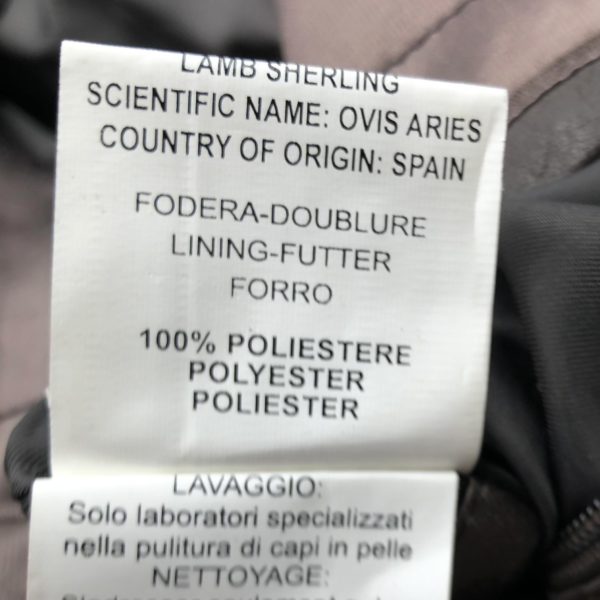 LAMB SHERLING
SCIENTIFIC NAME: OVIS ARIES
COUNTRY OF ORIGIN: SPAIN
FODERA-DOUBLURE
LINING-FUTTER
FORRO
100% POLIESTERE
POLYESTER
POLIESTER
LAVAGGIO:
Solo laboratori specializzati
nella pulitura di capi in pelle
NETTOYAGE: